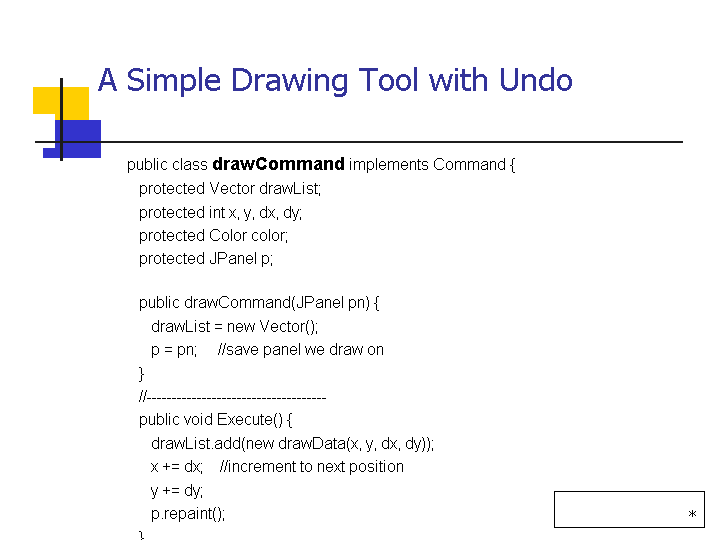 A Simple Drawing Tool with Undo
public class drawCommand implements Command {
protected Vector drawList;
protected int x, y, dx, dy;
protected Color color;
protected JPanel p;
public drawCommand(JPanel pn) {
drawList = new Vector();
p = pn; //save panel we draw on
}
//------------------------------------
public void Execute() {
drawList.add(new drawData(x, y, dx, dy));
x += dx; //increment to next position
y += dy;
p.repaint();
}
*